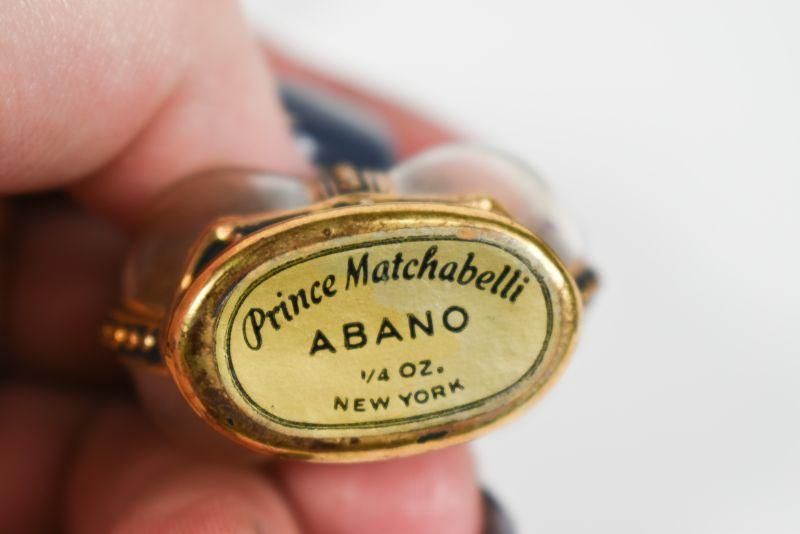 Prince Matchabelli
ABANO
1/4 OZ.
NEW YORK